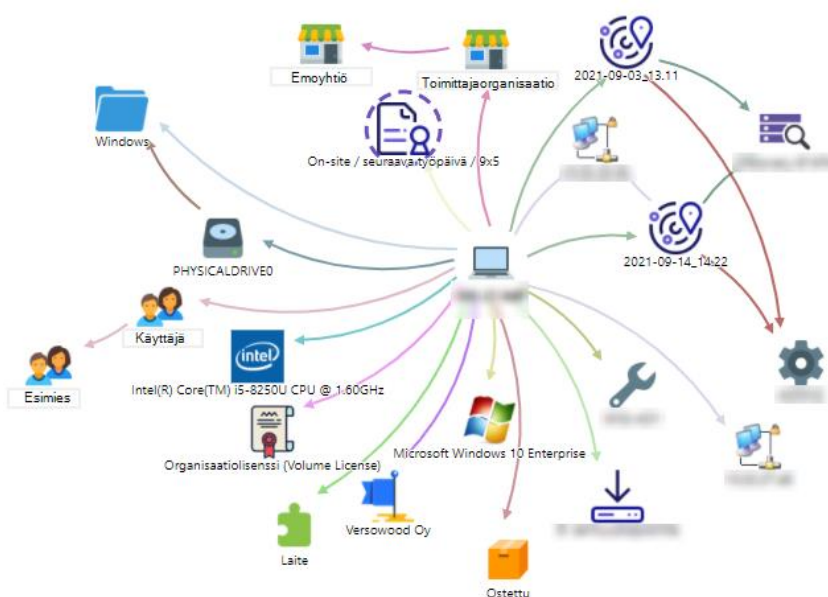 Emoyhtiö
Toimittajaorganisaatio
2021-09-03_13.11
Windows
On-site / seuraava työpäivä / 9x5
2021-09-14_14.22
PHYSICALDRIVE0
Käyttäjä
intel
Esimies
Intel(R) Core(TM) i5-8250U CPU @ 1.60GHz
Microsoft Windows 10 Enterprise
Organisaatiolisenssi (Volume License)
Versowood Oy
Laite
Ostettu